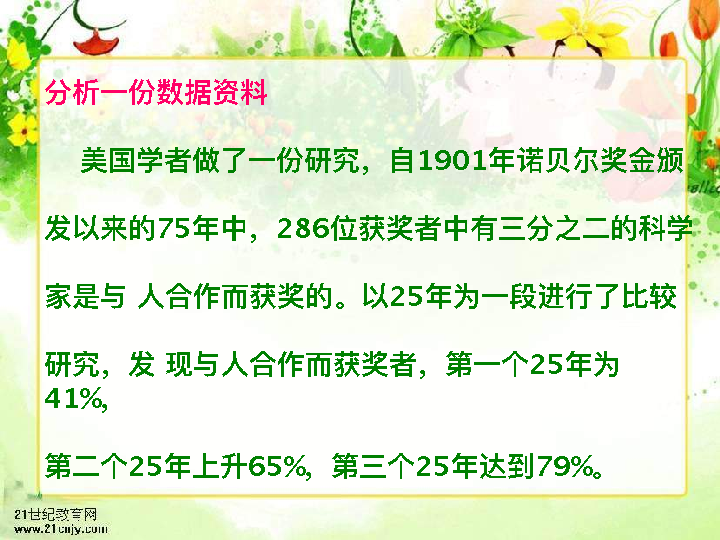 分析一份数据资料
美国学者做了一份研究，自1901年诺贝尔奖金颁
发以来的75年中，286位获奖者中有三分之二的科学
家是与 人合作而获奖的。以25年为一段进行了比较
研究，发 现与人合作而获奖者，第一个25年为
41%，
第二个25年上升65%，第三个25年达到79%。
21世纪教育网
www.21cnjy.com